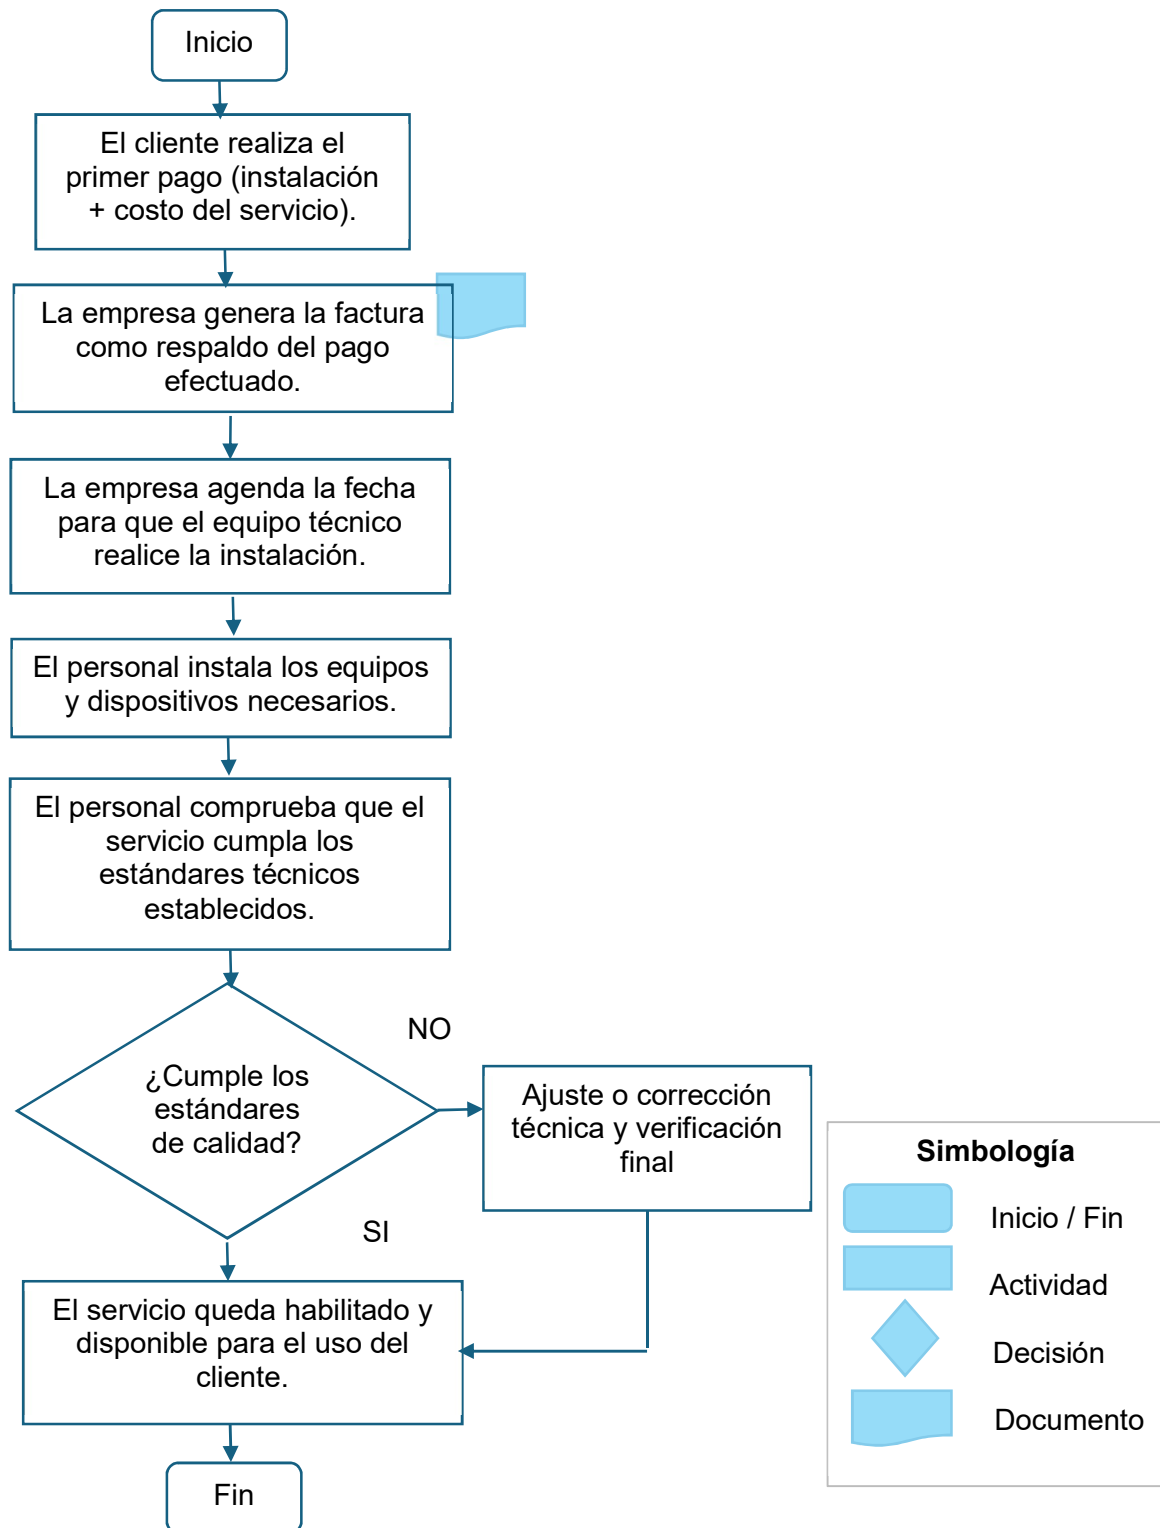 Inicio
El cliente realiza el
primer pago (instalación
+ costo del servicio).
La empresa genera la factura
como respaldo del pago
efectuado.
La empresa agenda la fecha
para que el equipo técnico
realice la instalación.
El personal instala los equipos
y dispositivos necesarios.
El personal comprueba que el
servicio cumpla los
estándares técnicos
establecidos.
¿Cumple los
estándares
de calidad?
NO
Ajuste o corrección
técnica y verificación
final
SI
El servicio queda habilitado y
disponible para el uso del
cliente.
Fin
Simbología
Inicio / Fin
Actividad
Decisión
Documento